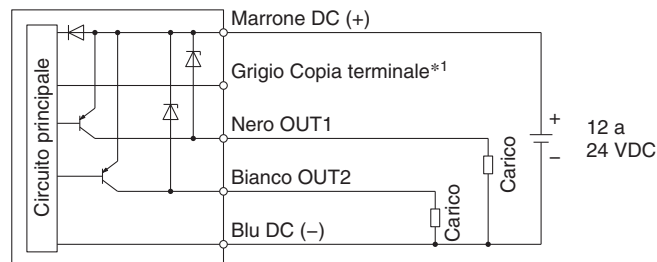 Marrone DC (+)
Grigio Copia terminale*1
Circuito principale
Nero OUT1
Bianco OUT2
Blu DC (−)
Carico
Carico
+
−
12 a
24 VDC